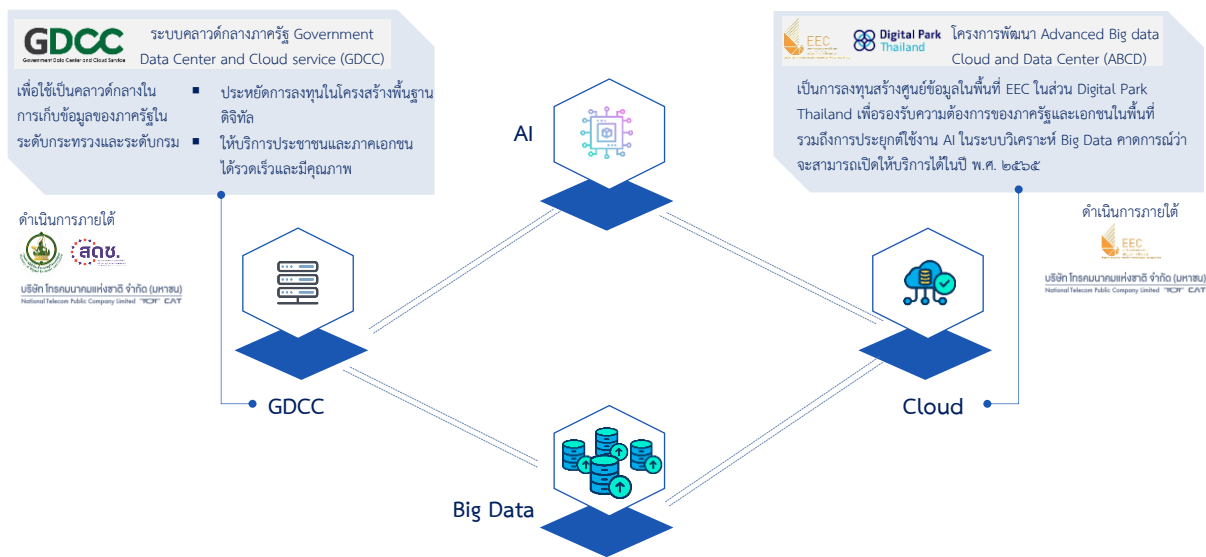 GDCC
Government Data Center and Cloud Service
ระบบคลาวด์กลางภาครัฐ Government
Data Center and Cloud service (GDCC)
เพื่อใช้เป็นคลาวด์กลางใน
การเก็บข้อมูลของภาครัฐใน
ระดับกระทรวงและระดับกรม
▪ ประหยัดการลงทุนในโครงสร้างพื้นฐาน
ดิจิทัล
▪ ให้บริการประชาชนและภาคเอกชน
ได้รวดเร็วและมีคุณภาพ
ดำเนินการภายใต้
สดช.
บริษัท โทรคมนาคมแห่งชาติ จำกัด (มหาชน)
National Telecom Public Company Limited TOT CAT
EEC
Digital Park
Thailand
โครงการพัฒนา Advanced Big data
Cloud and Data Center (ABCD)
เป็นการลงทุนสร้างศูนย์ข้อมูลในพื้นที่ EEC ในส่วน Digital Park
Thailand เพื่อรองรับความต้องการของภาครัฐและเอกชนในพื้นที่
รวมถึงการประยุกต์ใช้งาน AI ในระบบวิเคราะห์ Big Data คาดการณ์ว่า
จะสามารถเปิดให้บริการได้ในปี พ.ศ. ๒๕๖๕
ดำเนินการภายใต้
EEC
บริษัท โทรคมนาคมแห่งชาติ จำกัด (มหาชน)
National Telecom Public Company Limited TOT CAT
AI
GDCC
Cloud
Big Data